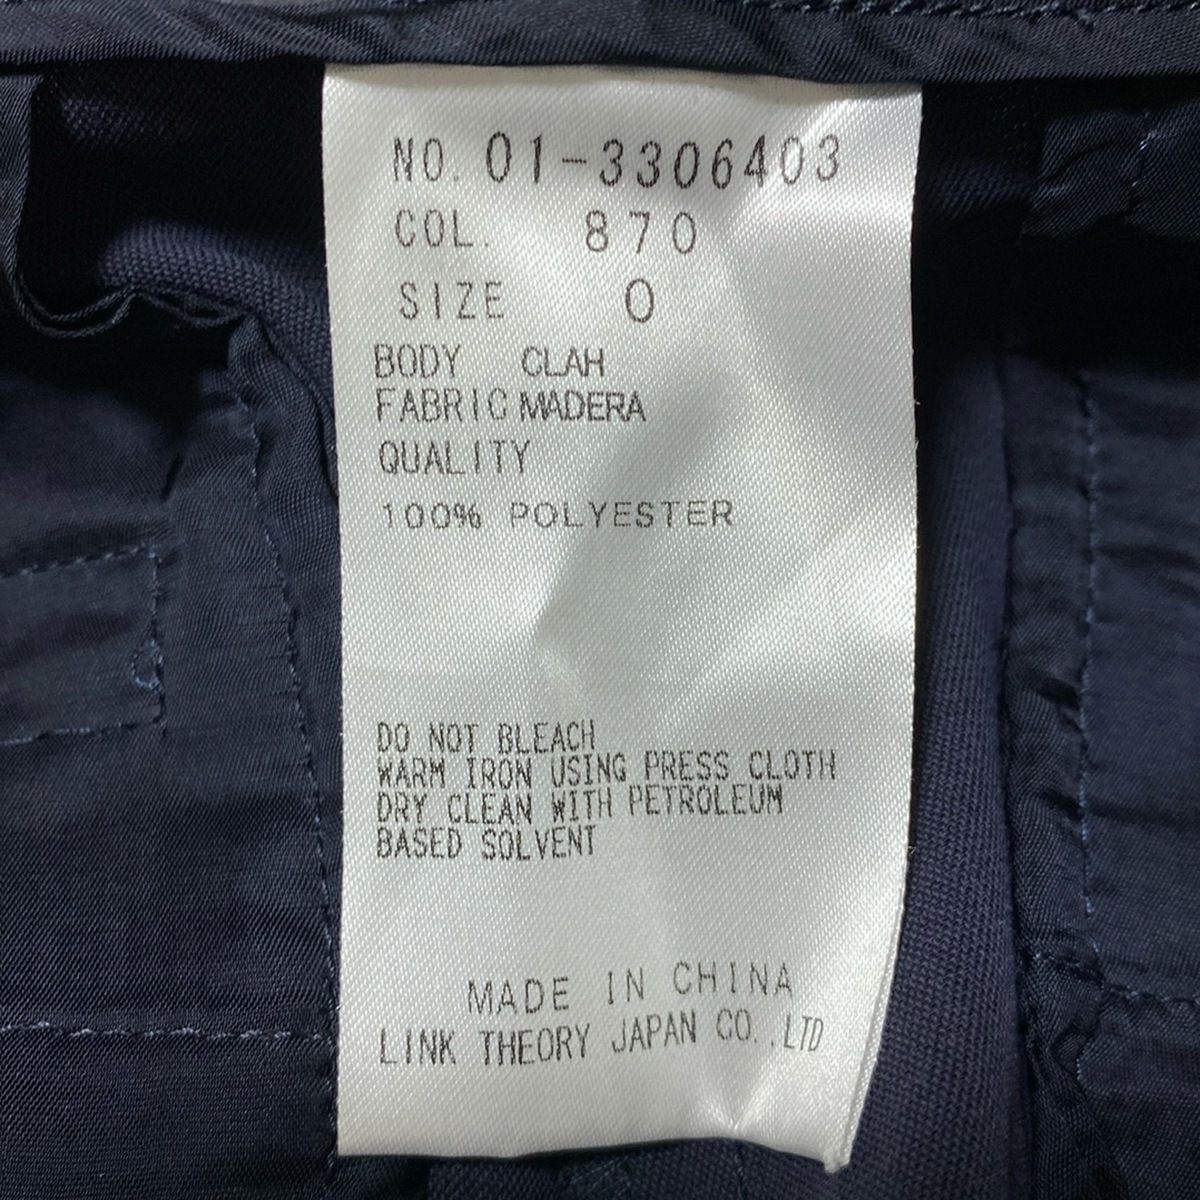 NO. 01-3306403
COL. 870
SIZE 0
BODY CLAH
FABRIC MADERA
QUALITY
100% POLYESTER
DO NOT BLEACH
WARM IRON USING PRESS CLOTH
DRY CLEAN WITH PETROLEUM
BASED SOLVENT
MADE IN CHINA
LINK THEORY JAPAN CO.,LTD